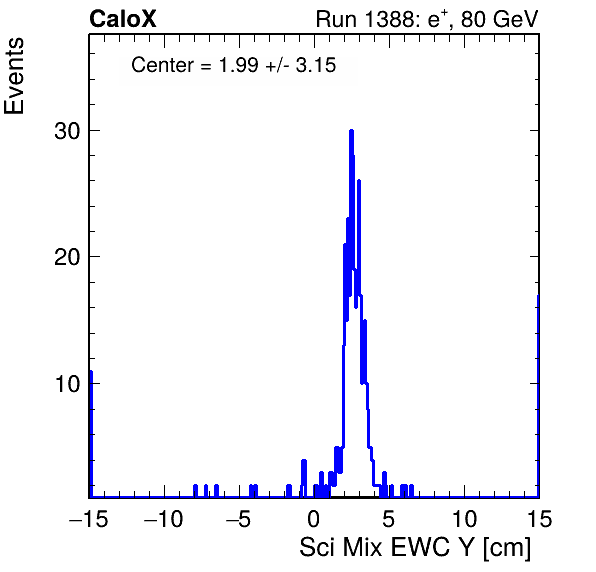 CaloX Run 1388: e⁺, 80 GeV
Center = 1.99 +/- 3.15
Events
30
20
10
−15 −10 −5 0 5 10 15
Sci Mix EWC Y [cm]